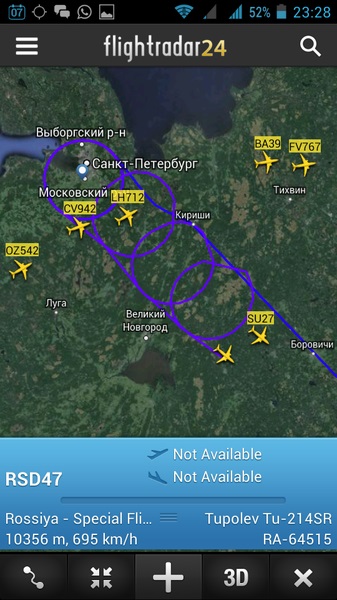 07
52% 23:28
flightradar24
Выборгский р-н
BA39
FV767
Санкт-Петербург
Московский
LH712
Тихвин
CV942
Кириши
OZ542
Луга
Великий
Новгород
SU27
Боровичи
Not Available
RSD47
Not Available
Rossiya - Special Fli... Tupolev Tu-214SR
10356 m, 695 km/h RA-64515
3D